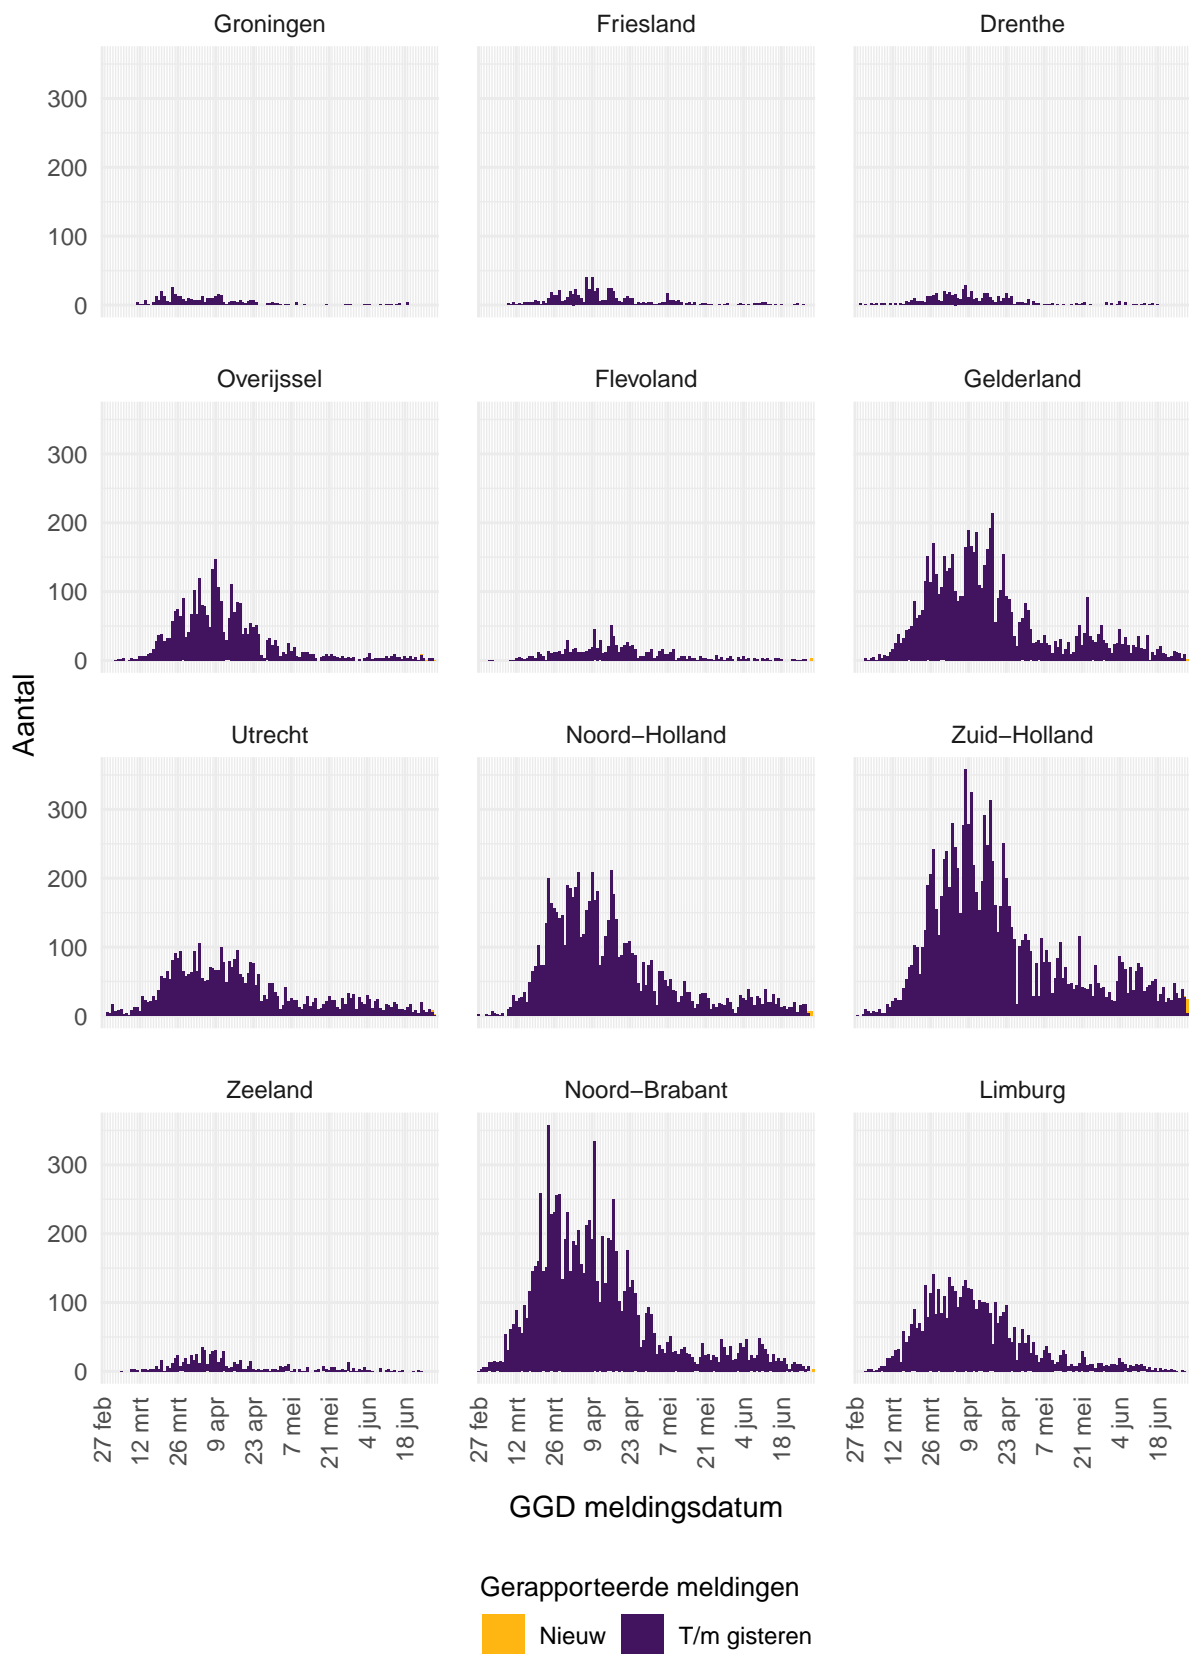 Groningen Friesland Drenthe
300
200
100
0
Overijssel Flevoland Gelderland
300
200
100
0
Aantal
Utrecht Noord−Holland Zuid−Holland
300
200
100
0
Zeeland Noord−Brabant Limburg
300
200
100
0
27 feb 12 mrt 26 mrt 9 apr 23 apr 7 mei 21 mei 4 jun 18 jun 27 feb 12 mrt 26 mrt 9 apr 23 apr 7 mei 21 mei 4 jun 18 jun 27 feb 12 mrt 26 mrt 9 apr 23 apr 7 mei 21 mei 4 jun 18 jun
GGD meldingsdatum
Gerapporteerde meldingen
Nieuw T/m gisteren